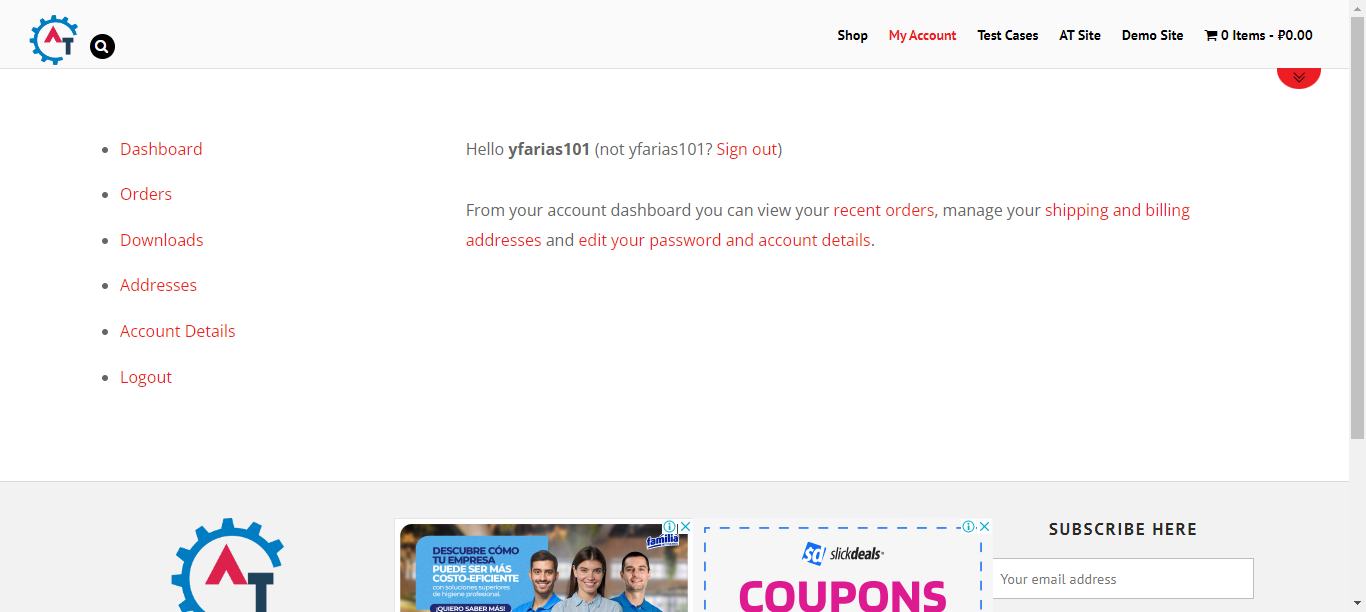 AT
Shop
My Account
Test Cases
AT Site
Demo Site
0 Items - ₽0.00
Dashboard
Orders
Downloads
Addresses
Account Details
Logout
Hello yfarias101 (not yfarias101? Sign out)
From your account dashboard you can view your recent orders, manage your shipping and billing
addresses and edit your password and account details.
AT
DESCUBRE CÓMO
TU EMPRESA
PUEDE SER MÁS
COSTO-EFICIENTE
con soluciones superiores
de higiene profesional.
¡QUIERO SABER MÁS!
familia
slickdeals
COUPONS
SUBSCRIBE HERE
Your email address